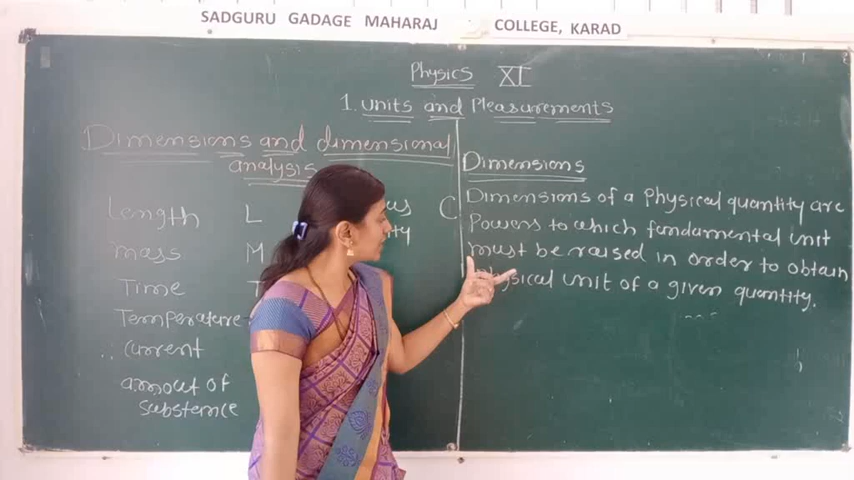 SADGURU GADAGE MAHARAJ COLLEGE, KARAD
Physics XI
1. Units and Measurements
Dimensions and dimensional
analysis
Length L
mass M
Time T
Temperature
current
amout of
substence
C
Dimensions
Dimensions of a Physical quantity are
Powers to which fundamental unit
must be raised in order to obtain
Physical unit of a given quantity.